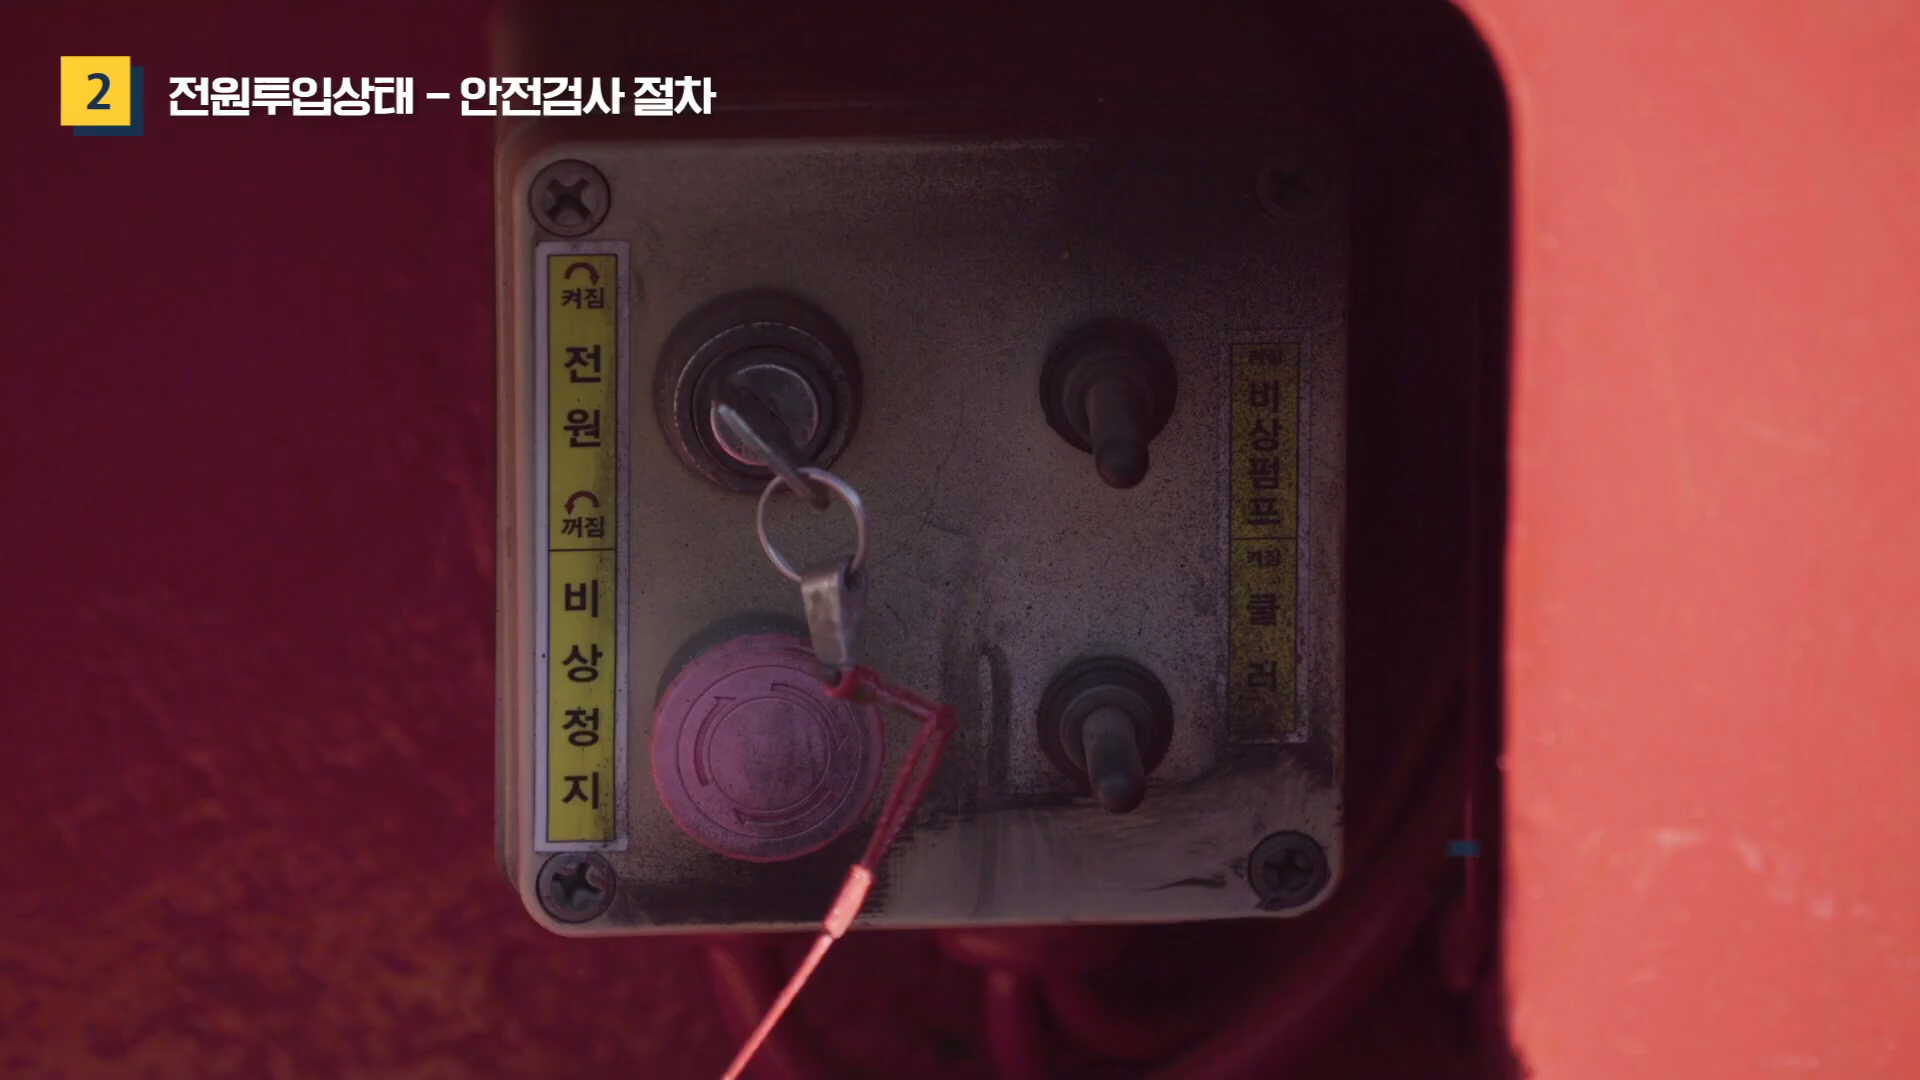 2
전원투입상태 - 안전검사 절차
켜짐
전원
꺼짐
비상정지
비상펌프
켜짐
쿨러